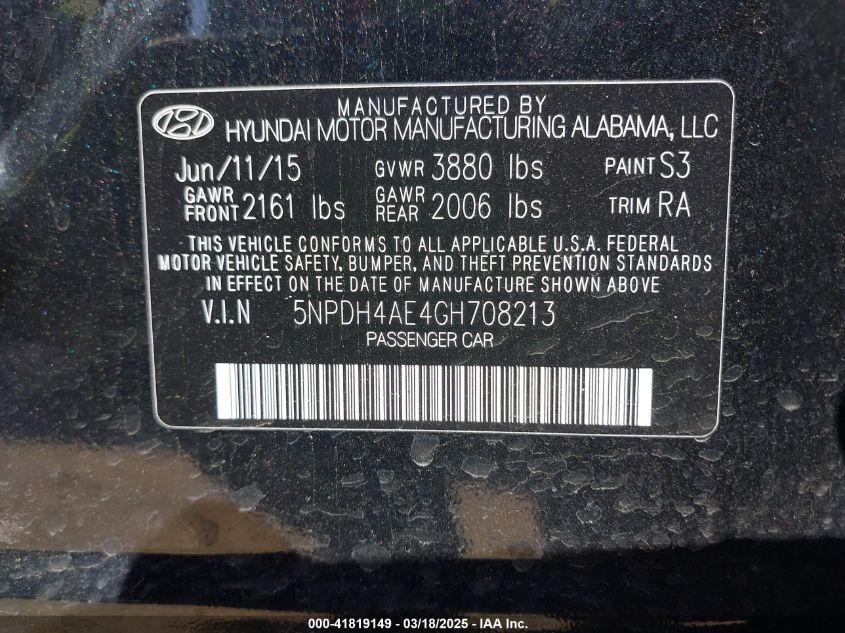 MANUFACTURED BY
HYUNDAI MOTOR MANUFACTURING ALABAMA, LLC
Jun/11/15 GVWR 3880 lbs PAINT S3
GAWR FRONT 2161 lbs GAWR REAR 2006 lbs TRIM RA
THIS VEHICLE CONFORMS TO ALL APPLICABLE U.S.A. FEDERAL
MOTOR VEHICLE SAFETY, BUMPER, AND THEFT PREVENTION STANDARDS
IN EFFECT ON THE DATE OF MANUFACTURE SHOWN ABOVE
V.I.N 5NPDH4AE4GH708213
PASSENGER CAR
000-41819149 - 03/18/2025 - IAA Inc.